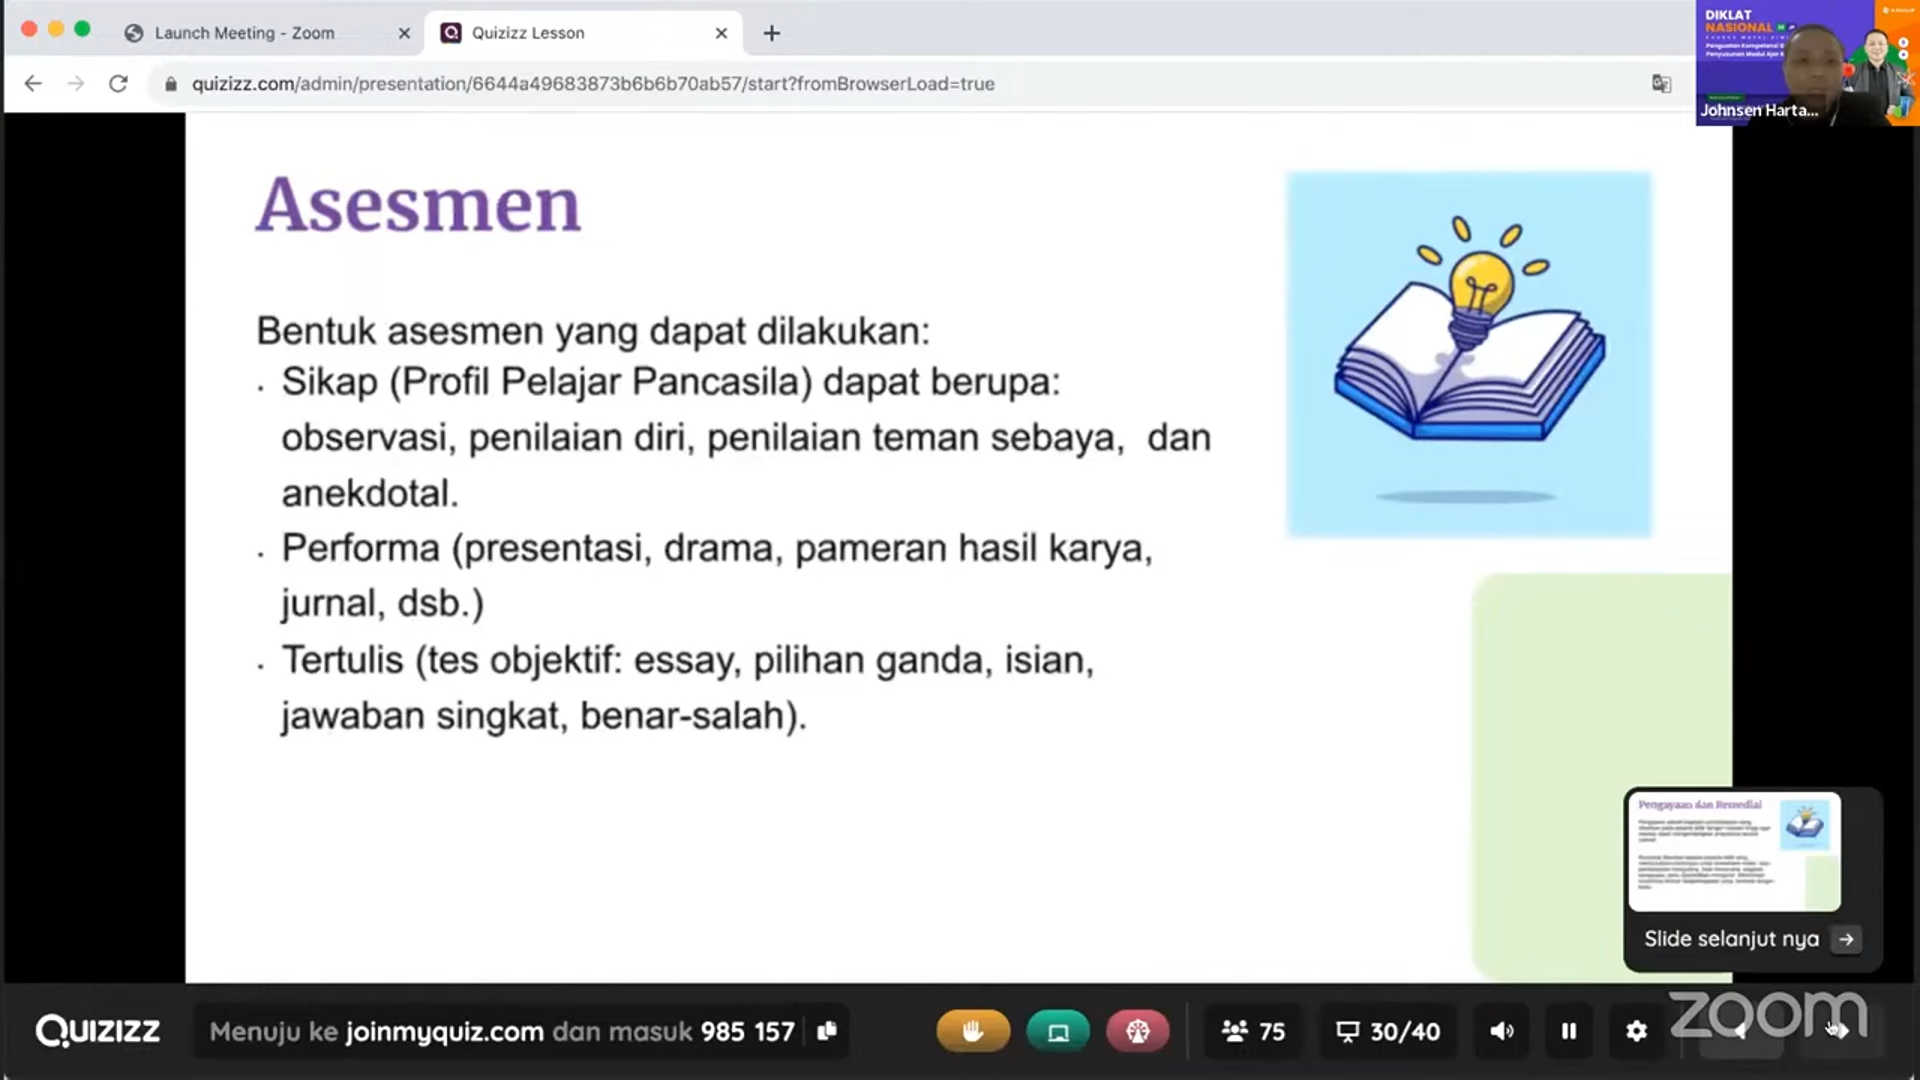 Launch Meeting - Zoom
Quizizz Lesson
quizizz.com/admin/presentation/6644a49683873b6b6b70ab57/start?fromBrowserLoad=true
DIKLAT
NASIONAL
Johnsen Harta...
Asesmen
Bentuk asesmen yang dapat dilakukan:
. Sikap (Profil Pelajar Pancasila) dapat berupa:
observasi, penilaian diri, penilaian teman sebaya, dan
anekdotal.
. Performa (presentasi, drama, pameran hasil karya,
jurnal, dsb.)
. Tertulis (tes objektif: essay, pilihan ganda, isian,
jawaban singkat, benar-salah).
Pengayaan dan Remedial
Slide selanjut nya
QUIZIZZ
Menuju ke joinmyquiz.com dan masuk 985 157
75
30/40
zoom